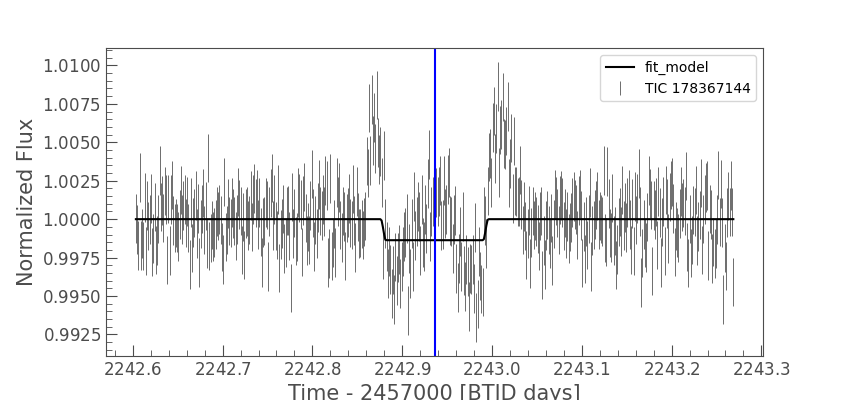 1.0100
1.0075
1.0050
1.0025
1.0000
0.9975
0.9950
0.9925
Normalized Flux
fit_model
TIC 178367144
2242.6 2242.7 2242.8 2242.9 2243.0 2243.1 2243.2 2243.3
Time - 2457000 [BTJD days]